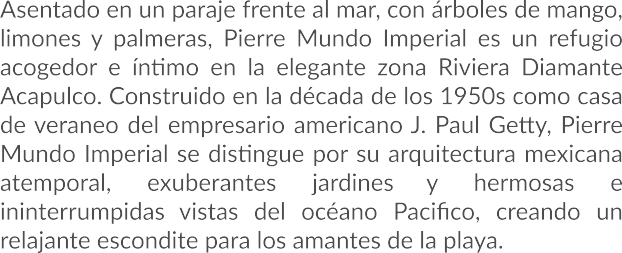 Asentado en un paraje frente al mar, con árboles de mango,
limones y palmeras, Pierre Mundo Imperial es un refugio
acogedor e íntimo en la elegante zona Riviera Diamante
Acapulco. Construido en la década de los 1950s como casa
de veraneo del empresario americano J. Paul Getty, Pierre
Mundo Imperial se distingue por su arquitectura mexicana
atemporal, exuberantes jardines y hermosas e
ininterrumpidas vistas del océano Pacifico, creando un
relajante escondite para los amantes de la playa.